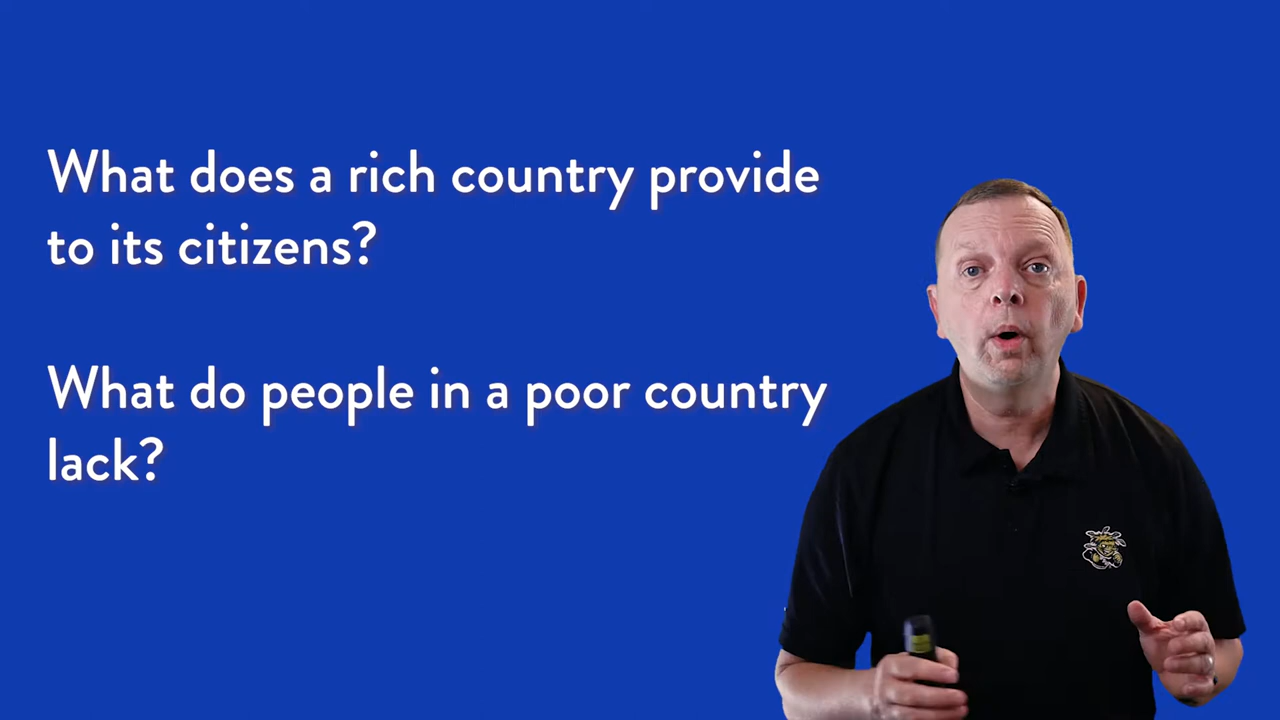 What does a rich country provide
to its citizens?
What do people in a poor country
lack?